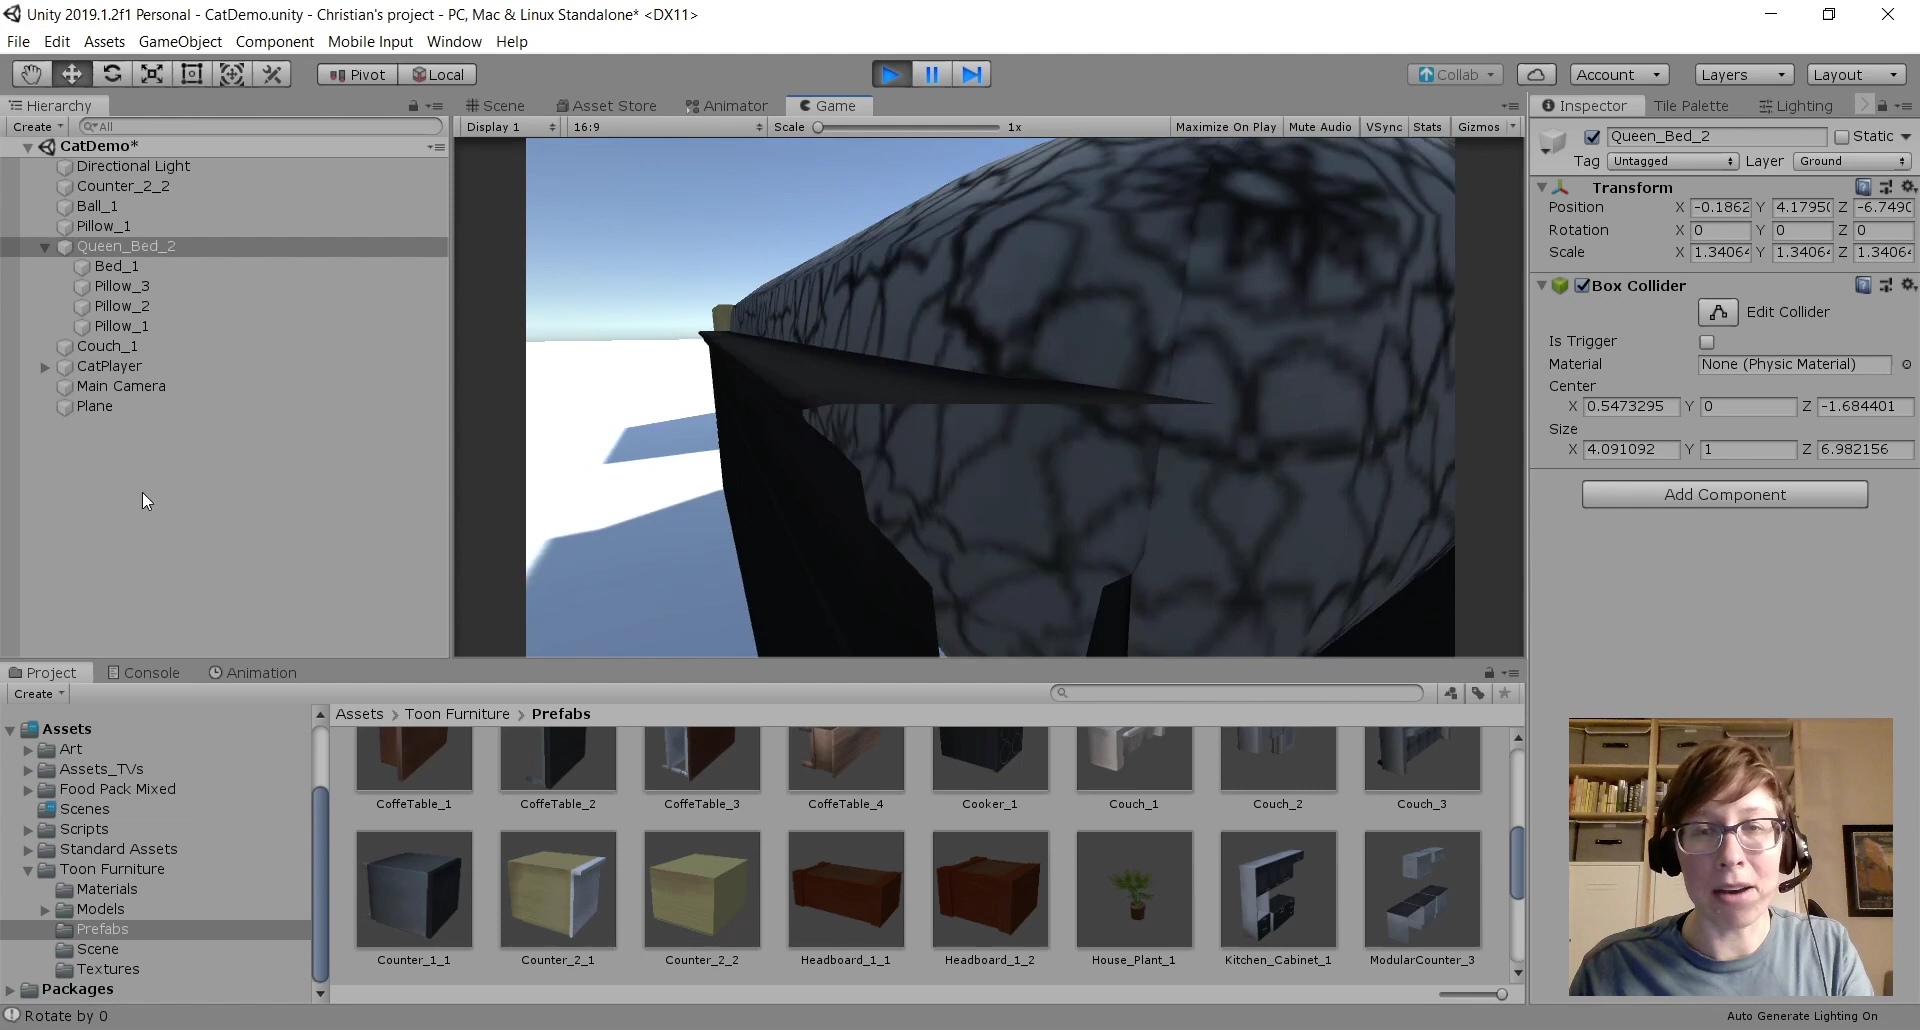 Unity 2019.1.2f1 Personal - CatDemo.unity - Christian's project - PC, Mac & Linux Standalone* <DX11>
File Edit Assets GameObject Component Mobile Input Window Help
Pivot Local Collab Account Layers Layout
Hierarchy Scene Asset Store Animator Game Inspector Tile Palette Lighting
Create All Display 1 16:9 Scale 1x Maximize On Play Mute Audio VSync Stats Gizmos
CatDemo*
Directional Light
Counter_2_2
Ball_1
Pillow_1
Queen_Bed_2
Bed_1
Pillow_3
Pillow_2
Pillow_1
Couch_1
CatPlayer
Main Camera
Plane
Queen_Bed_2 Static
Tag Untagged Layer Ground
Transform
Position X -0.1862 Y 4.1795( Z -6.749(
Rotation X 0 Y 0 Z 0
Scale X 1.3406 Y 1.3406 Z 1.3406
Box Collider
Edit Collider
Is Trigger
Material None (Physic Material)
Center
X 0.5473295 Y 0 Z -1.684401
Size
X 4.091092 Y 1 Z 6.982156
Add Component
Project Console Animation
Create
Assets
Art
Assets_TVs
Food Pack Mixed
Scenes
Scripts
Standard Assets
Toon Furniture
Materials
Models
Prefabs
Scene
Textures
Packages
Assets > Toon Furniture > Prefabs
CoffeTable_1 CoffeTable_2 CoffeTable_3 CoffeTable_4 Cooker_1 Couch_1 Couch_2 Couch_3
Counter_1_1 Counter_2_1 Counter_2_2 Headboard_1_1 Headboard_1_2 House_Plant_1 Kitchen_Cabinet_1 ModularCounter_3
Rotate by 0
Auto Generate Lighting On